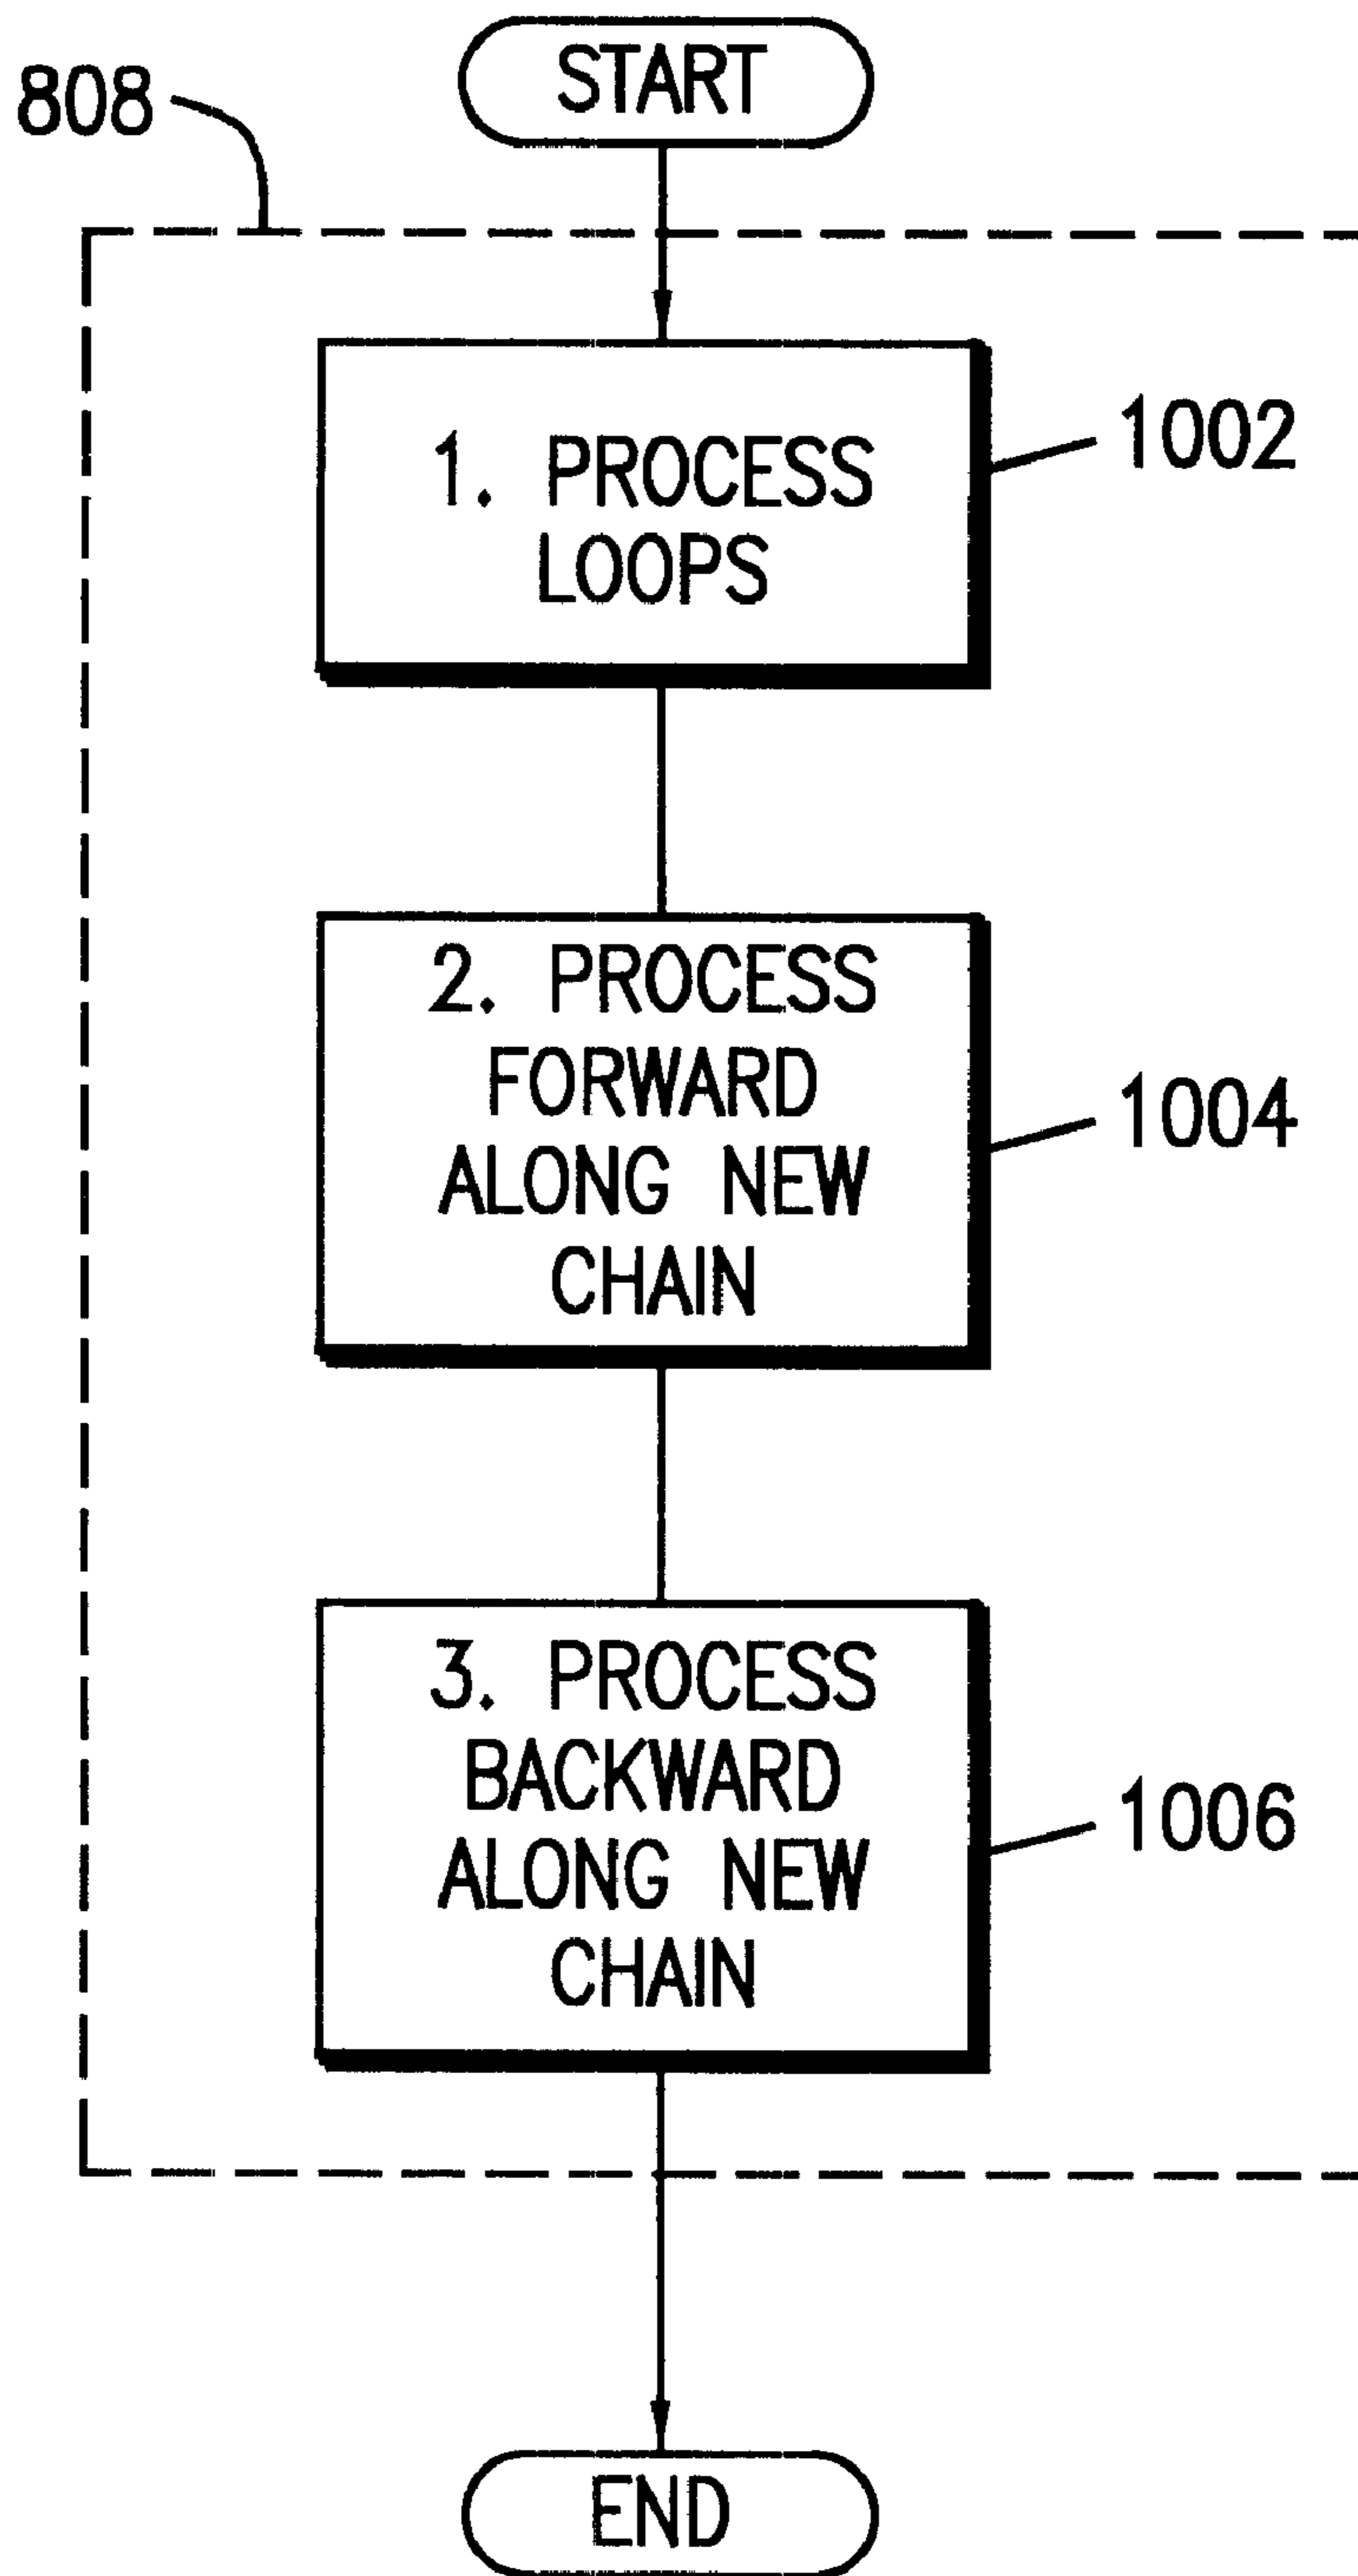 START
808
1. PROCESS
LOOPS
1002
2. PROCESS
FORWARD
ALONG NEW
CHAIN
1004
3. PROCESS
BACKWARD
ALONG NEW
CHAIN
1006
END